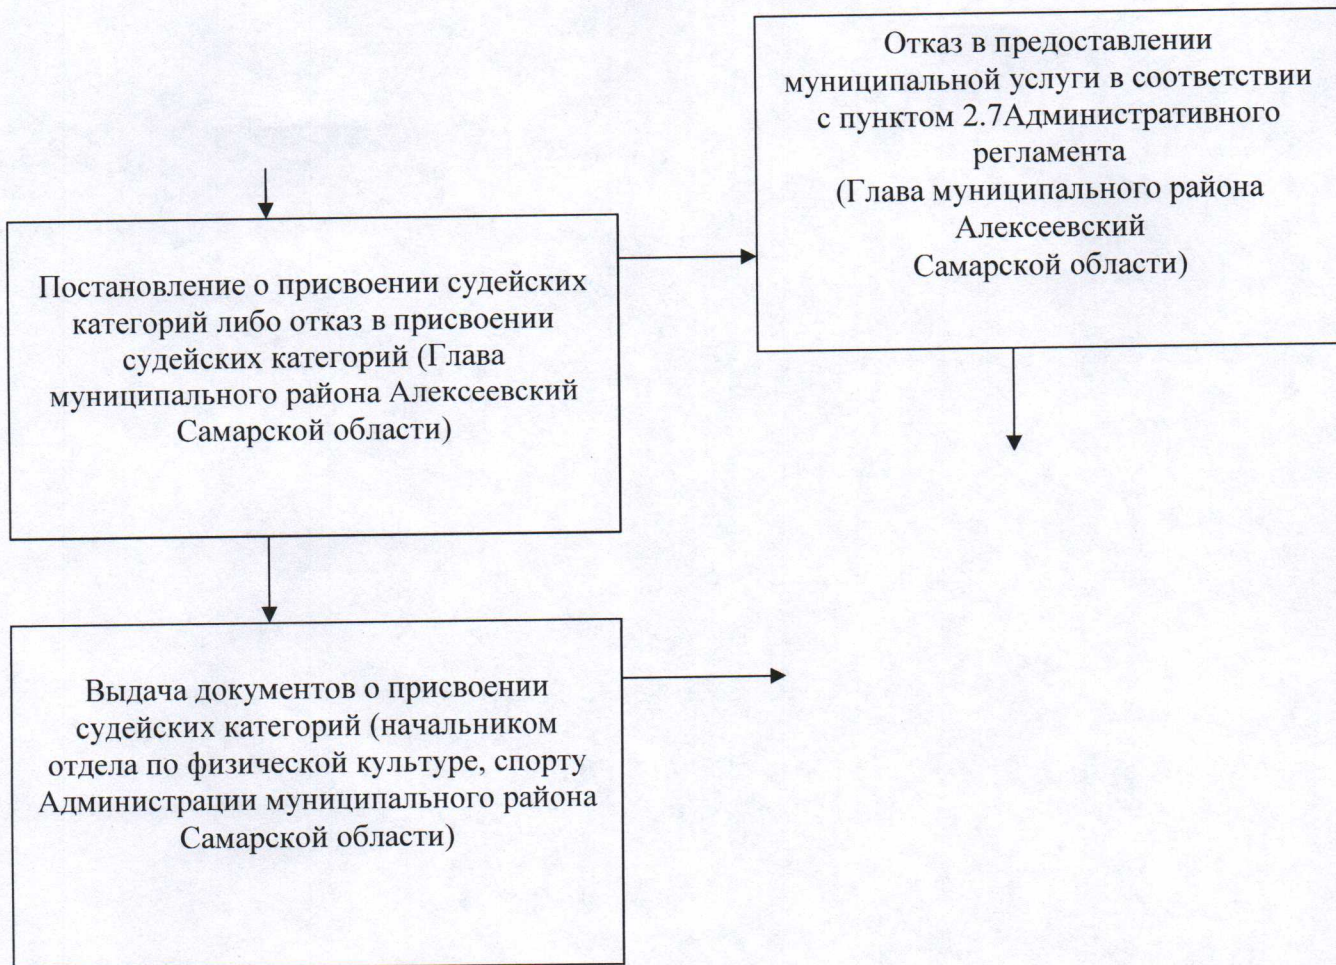 Отказ в предоставлении
муниципальной услуги в соответствии
с пунктом 2.7Административного
регламента
(Глава муниципального района
Алексеевский
Самарской области)
Постановление о присвоении судейских
категорий либо отказ в присвоении
судейских категорий (Глава
муниципального района Алексеевский
Самарской области)
Выдача документов о присвоении
судейских категорий (начальником
отдела по физической культуре, спорту
Администрации муниципального района
Самарской области)